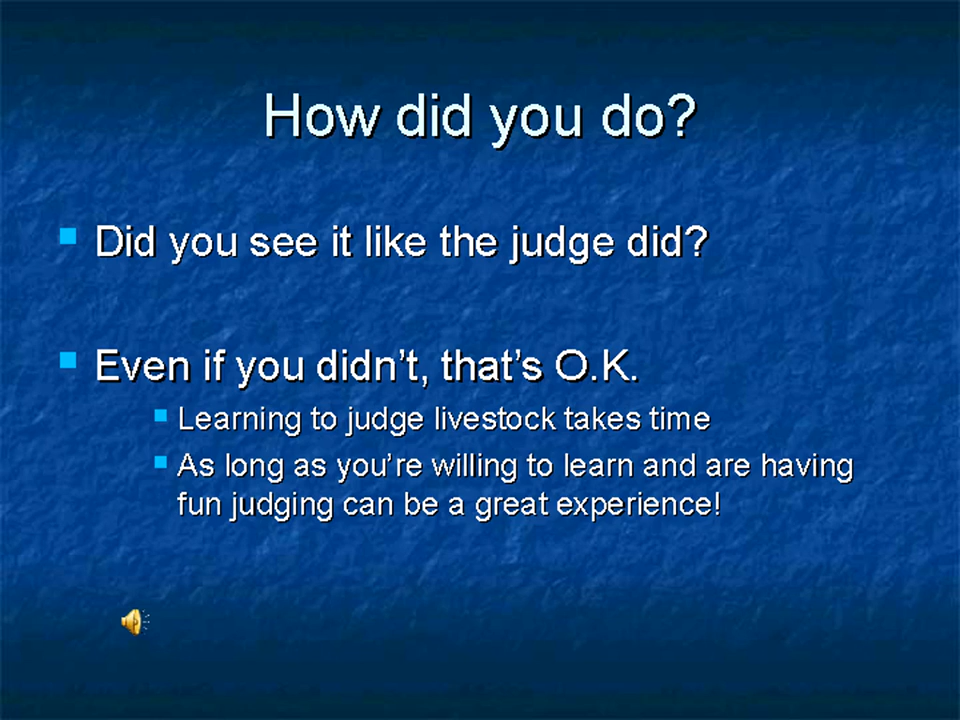 How did you do?
Did you see it like the judge did?
Even if you didn’t, that’s O.K.
Learning to judge livestock takes time
As long as you’re willing to learn and are having
fun judging can be a great experience!